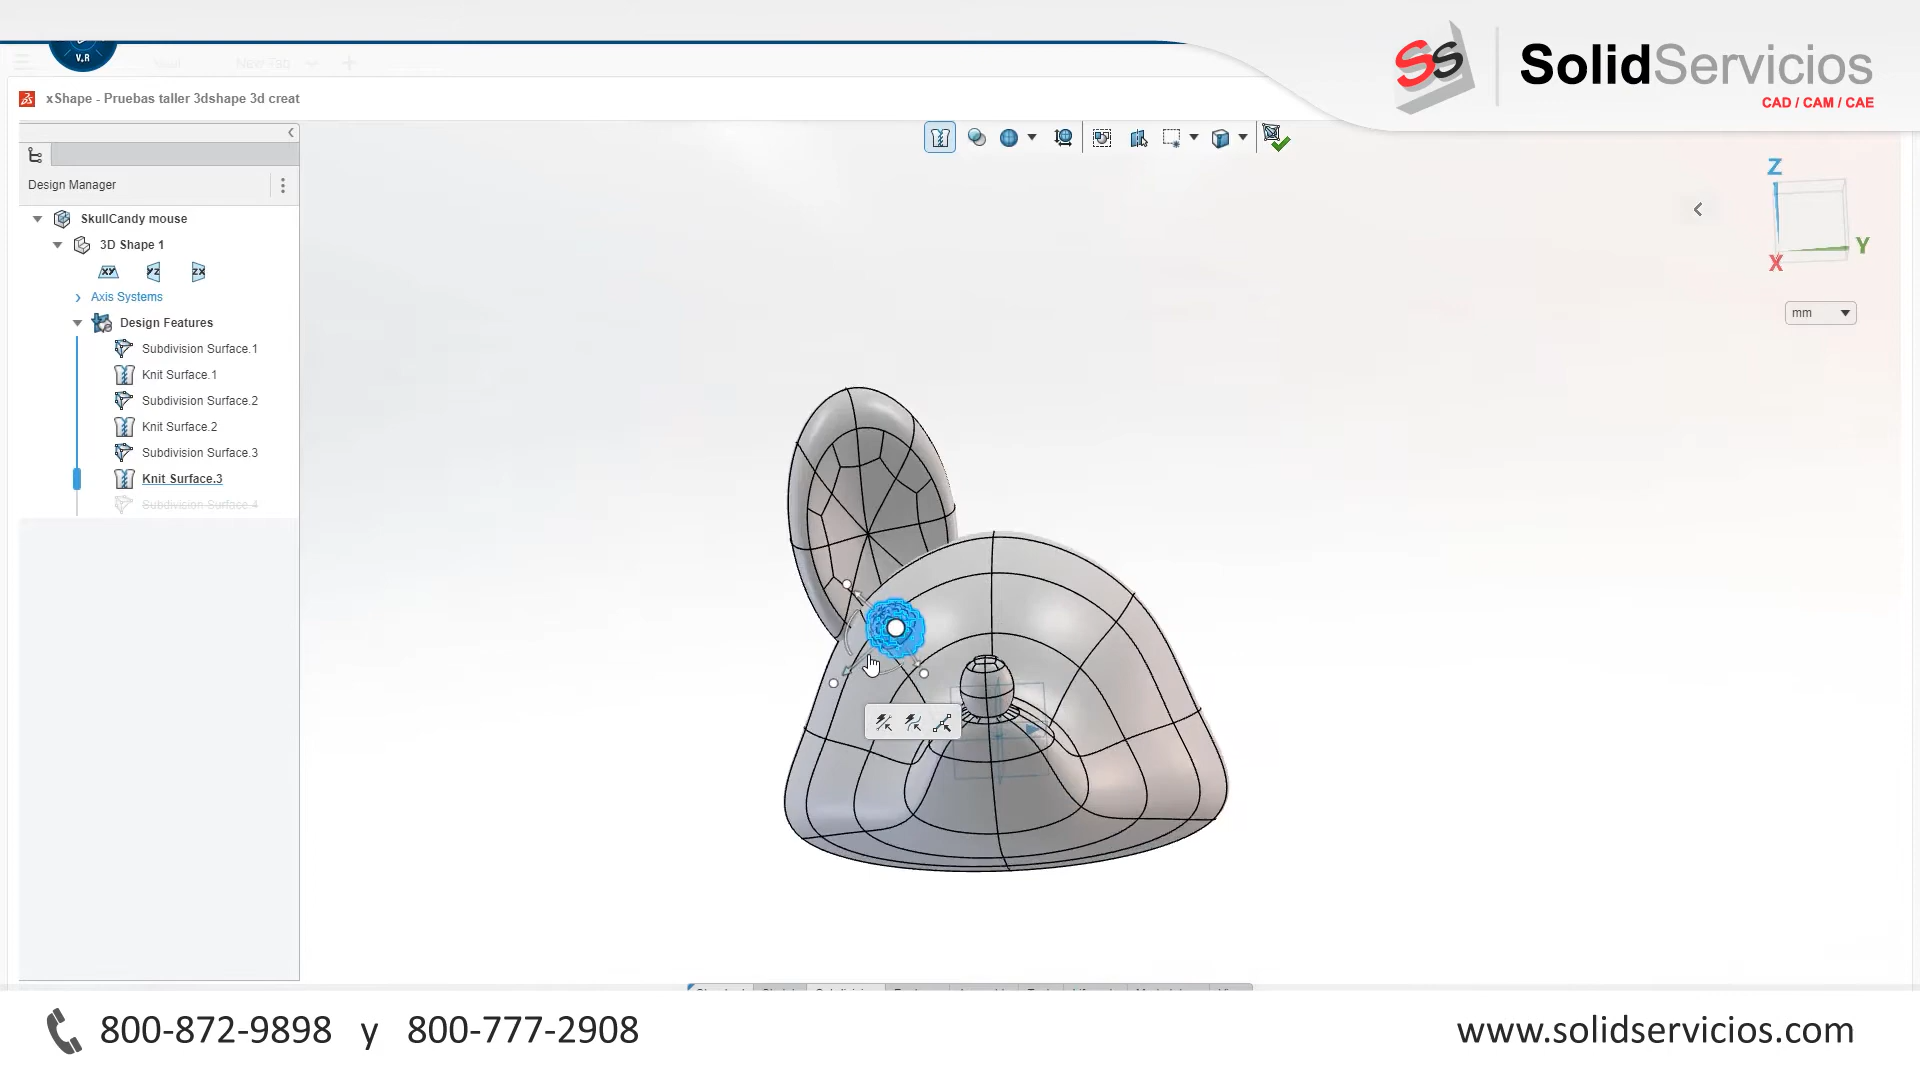 V.R
New Tab
SolidServicios
CAD / CAM / CAE
xShape - Pruebas taller 3dshape 3d creat
Design Manager
SkullCandy mouse
3D Shape 1
XY YZ ZX
Axis Systems
Design Features
Subdivision Surface.1
Knit Surface.1
Subdivision Surface.2
Knit Surface.2
Subdivision Surface.3
Knit Surface.3
Subdivision Surface.4
Z
Y
X
mm
800-872-9898 y 800-777-2908
www.solidservicios.com